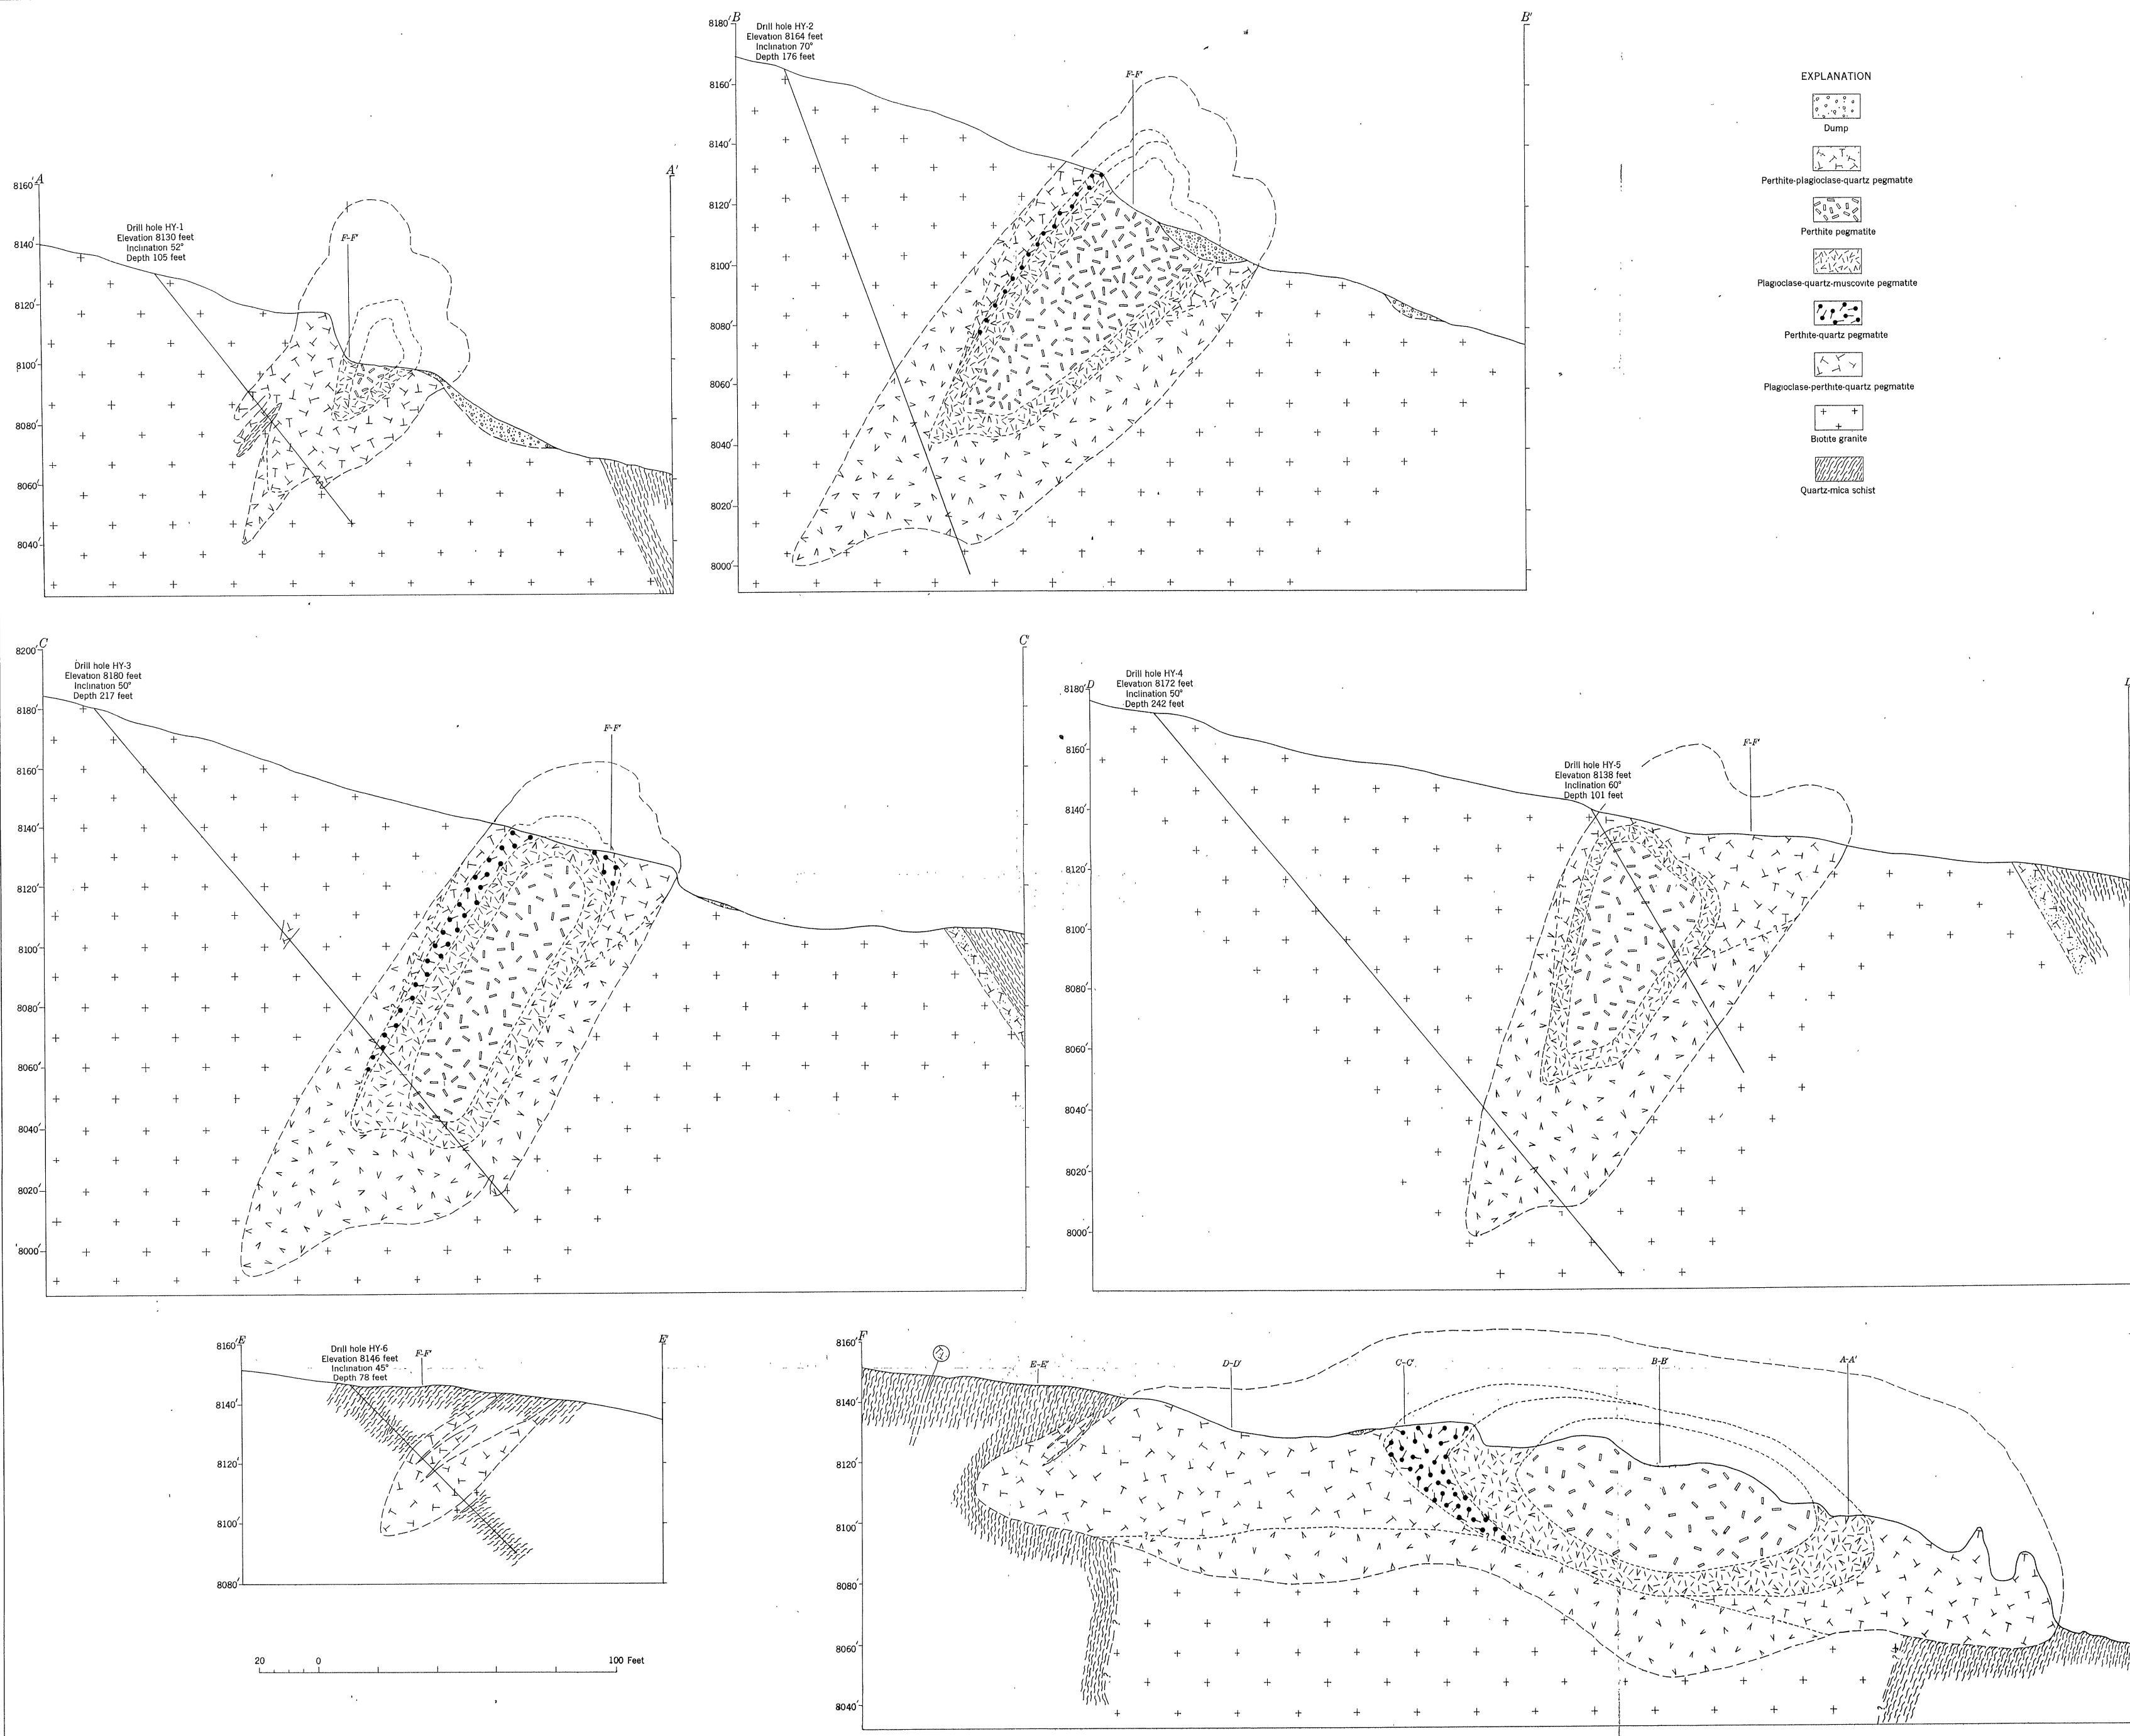 A
A'
8160'
8140'
8120'
8100'
8080'
8060'
8040'
Drill hole HY-1
Elevation 8130 feet
Inclination 52°
Depth 105 feet
F-F'
B
B'
8180'
8160'
8140'
8120'
8100'
8080'
8060'
8040'
8020'
8000'
Drill hole HY-2
Elevation 8164 feet
Inclination 70°
Depth 176 feet
F-F'
EXPLANATION
Dump
Perthite-plagioclase-quartz pegmatite
Perthite pegmatite
Plagioclase-quartz-muscovite pegmatite
Perthite-quartz pegmatite
Plagioclase-perthite-quartz pegmatite
Biotite granite
Quartz-mica schist
C
C'
8200'
8180'
8160'
8140'
8120'
8100'
8080'
8060'
8040'
8020'
8000'
Drill hole HY-3
Elevation 8180 feet
Inclination 50°
Depth 217 feet
F-F'
D
8180'
8160'
8140'
8120'
8100'
8080'
8060'
8040'
8020'
8000'
Drill hole HY-4
Elevation 8172 feet
Inclination 50°
Depth 242 feet
Drill hole HY-5
Elevation 8138 feet
Inclination 60°
Depth 101 feet
F-F'
E
E'
8160'
8140'
8120'
8100'
8080'
Drill hole HY-6
Elevation 8146 feet
Inclination 45°
Depth 78 feet
F-F'
20 0 100 Feet
F
8160'
8140'
8120'
8100'
8080'
8060'
8040'
E-E'
D-D'
C-C'
B-B'
A-A'